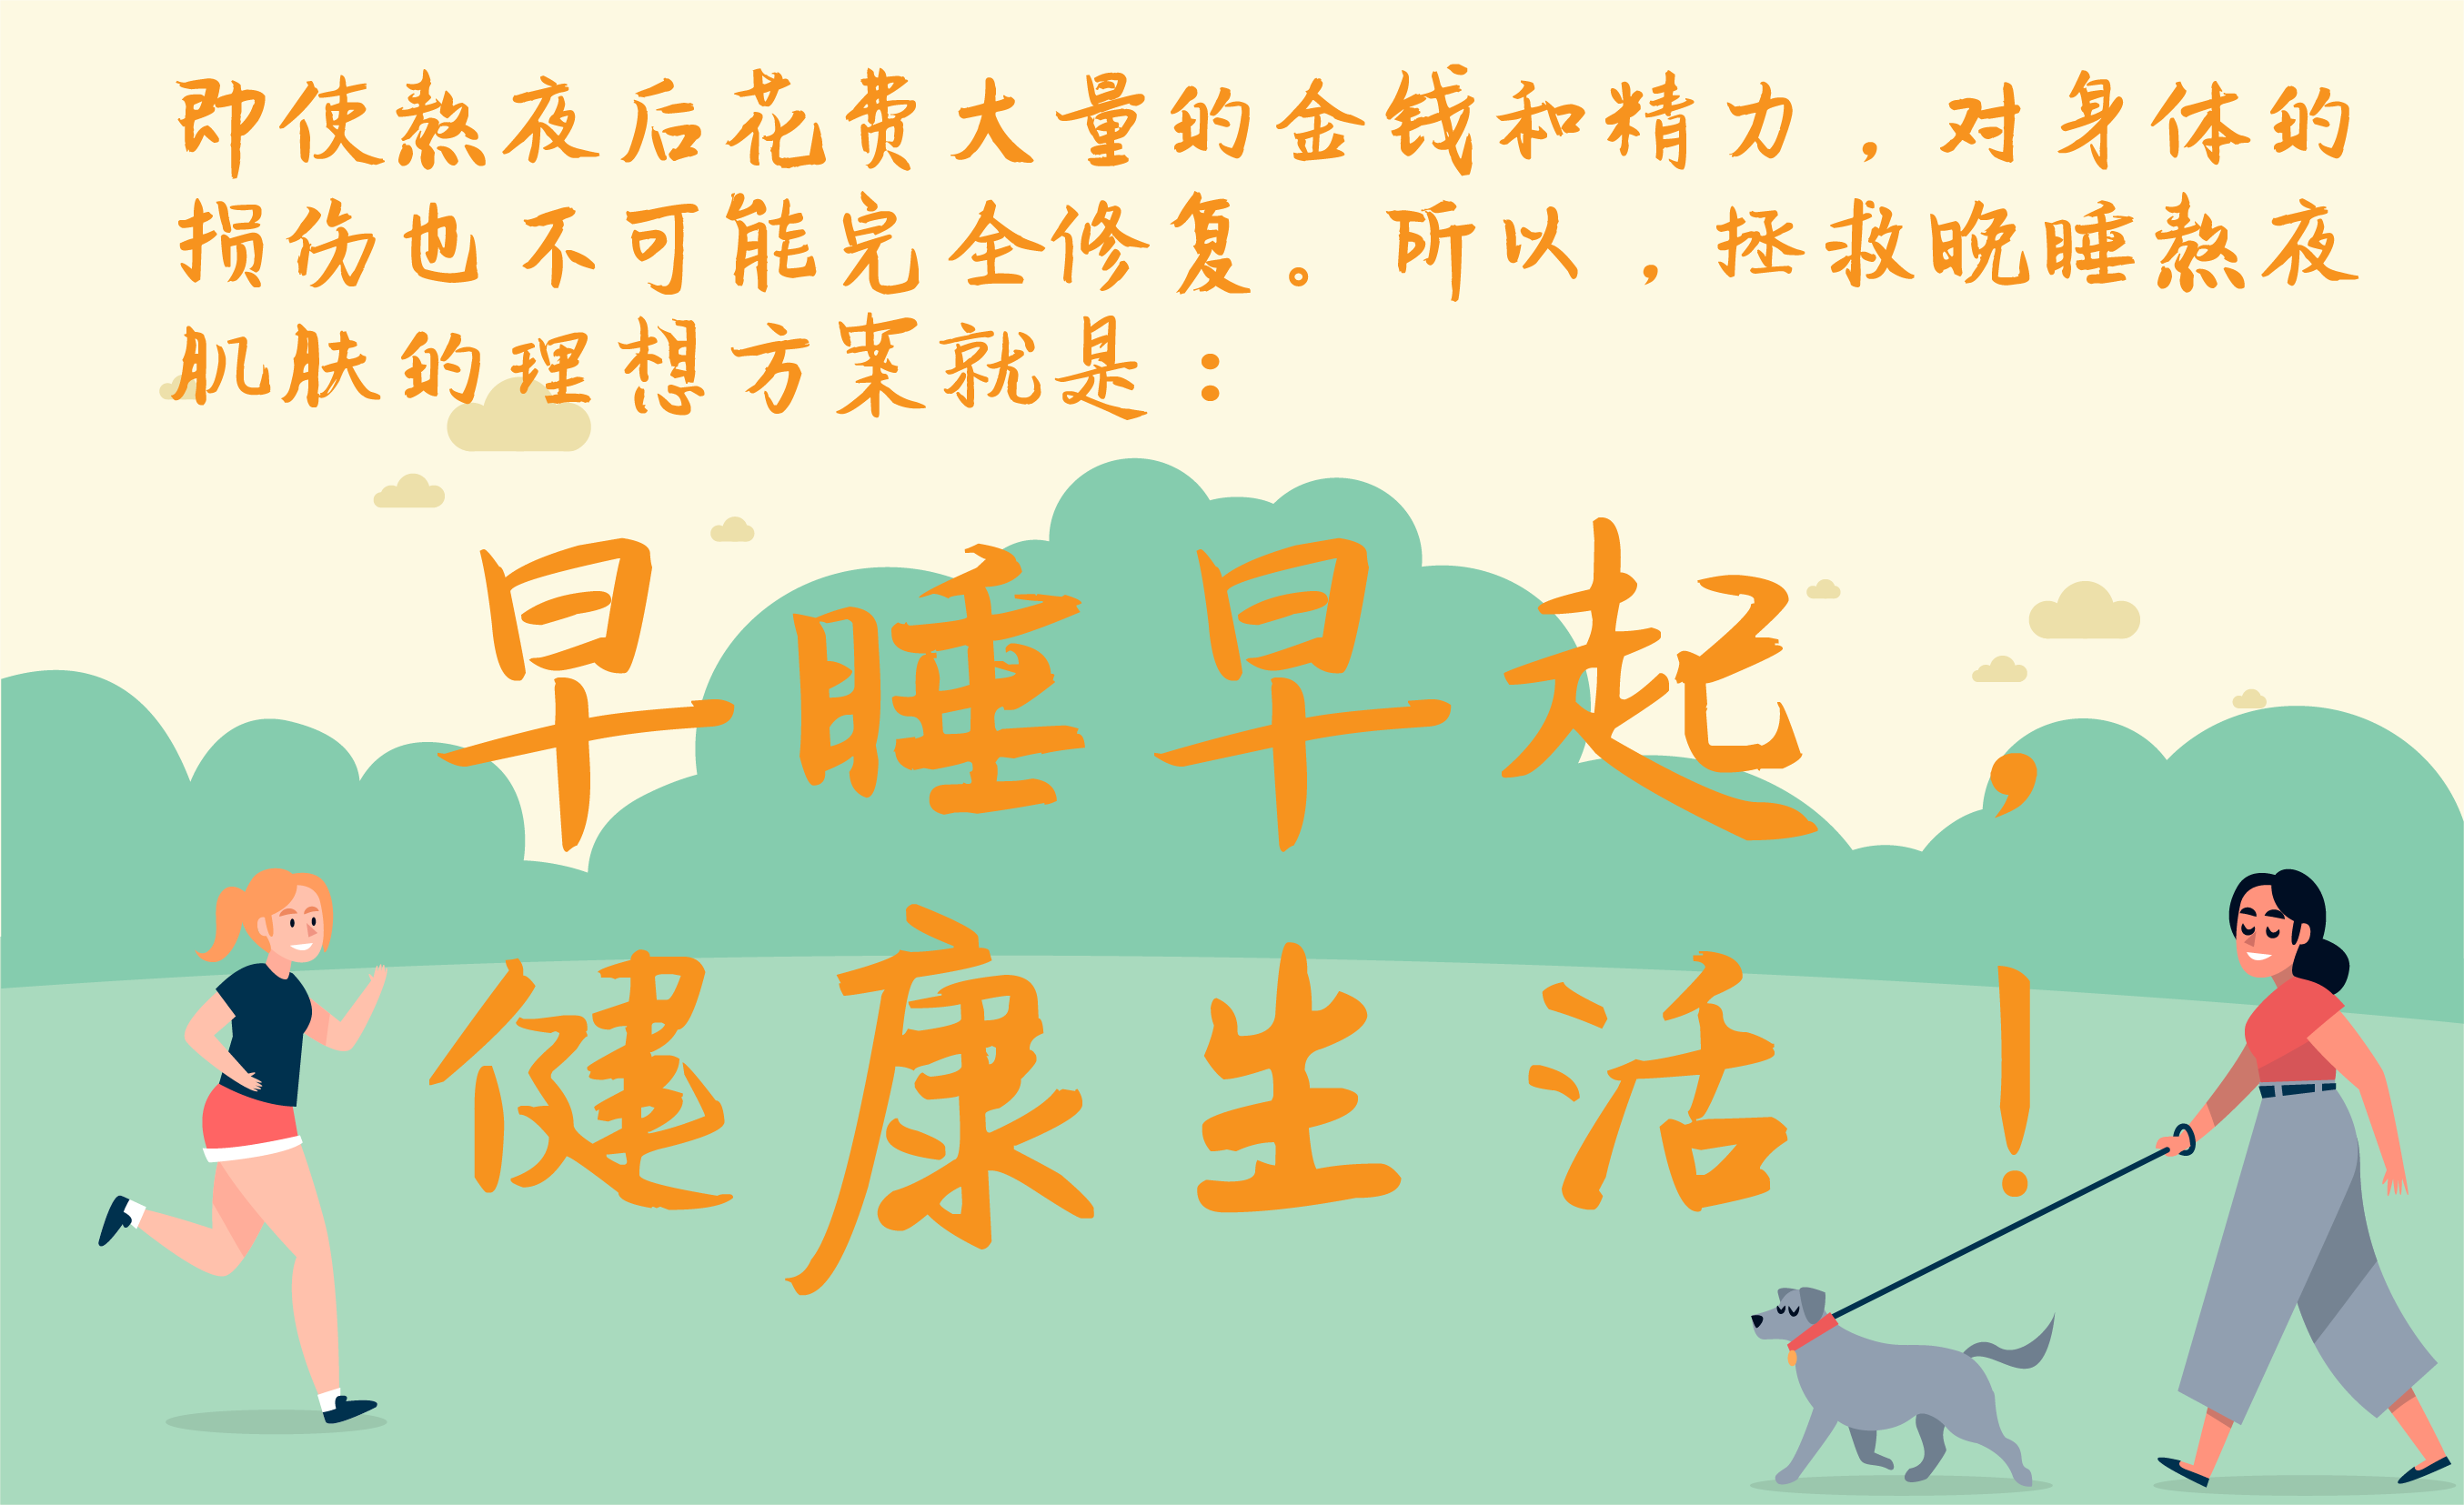 即使熬夜后花费大量的金钱和精力，对身体的
损伤也不可能完全修复。所以，拯救晚睡熬夜
肌肤的理想方案就是：
早睡早起，
健康生活！